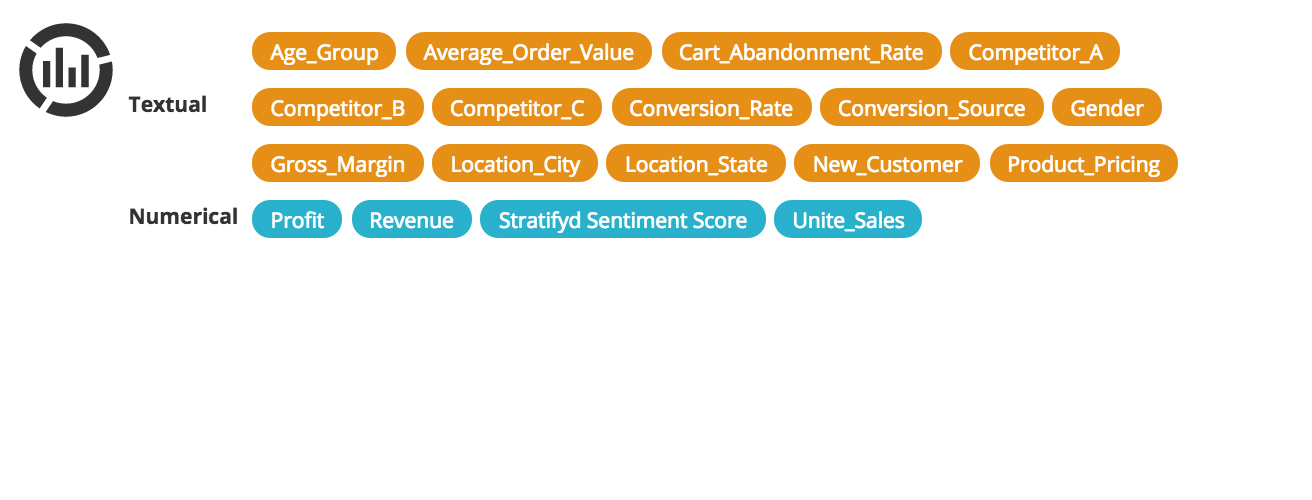 Age_Group Average_Order_Value Cart_Abandonment_Rate Competitor_A
Textual Competitor_B Competitor_C Conversion_Rate Conversion_Source Gender
Gross_Margin Location_City Location_State New_Customer Product_Pricing
Numerical Profit Revenue Stratifyd Sentiment Score Unite_Sales